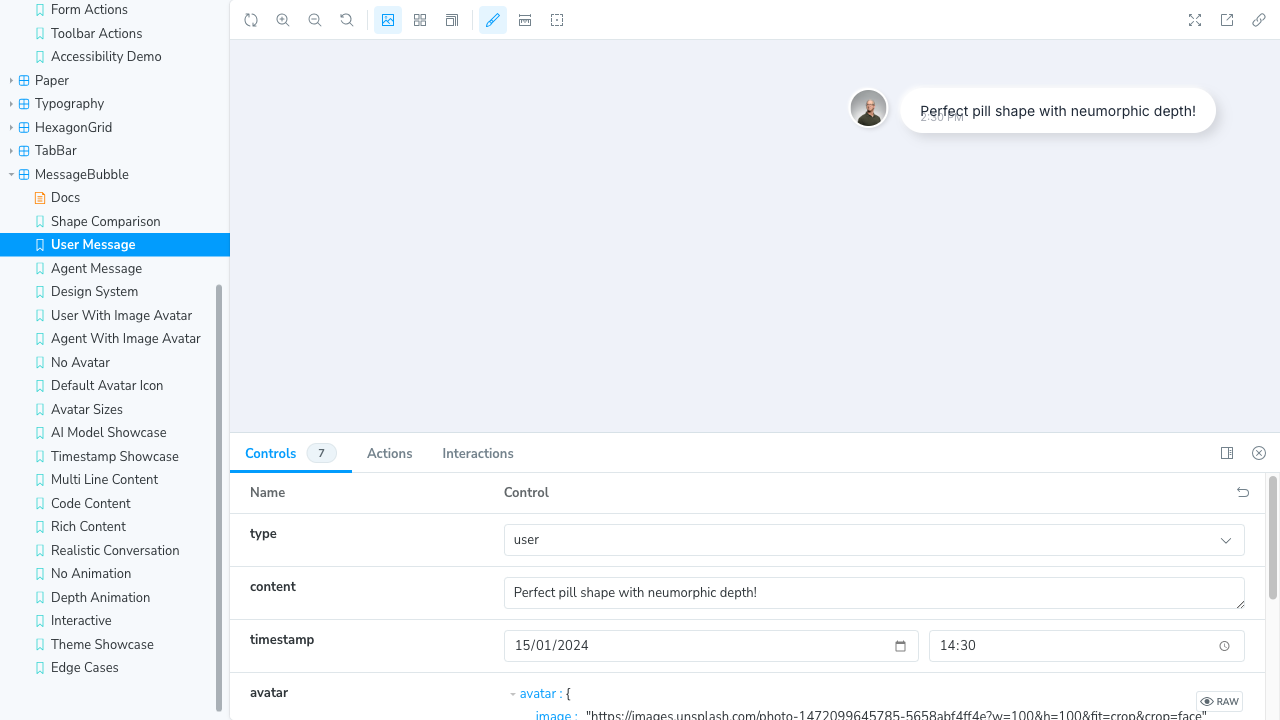 Form Actions
Toolbar Actions
Accessibility Demo
Paper
Typography
HexagonGrid
TabBar
MessageBubble
Docs
Shape Comparison
User Message
Agent Message
Design System
User With Image Avatar
Agent With Image Avatar
No Avatar
Default Avatar Icon
Avatar Sizes
AI Model Showcase
Timestamp Showcase
Multi Line Content
Code Content
Rich Content
Realistic Conversation
No Animation
Depth Animation
Interactive
Theme Showcase
Edge Cases
Perfect pill shape with neumorphic depth!
2:30 PM
Controls 7 Actions Interactions
Name Control
type user
content Perfect pill shape with neumorphic depth!
timestamp 15/01/2024 14:30
avatar avatar : {
RAW
image : "https://images.unsplash.com/photo-1472099645785-5658abf4ff4e?w=100&h=100&fit=crop&crop=face"